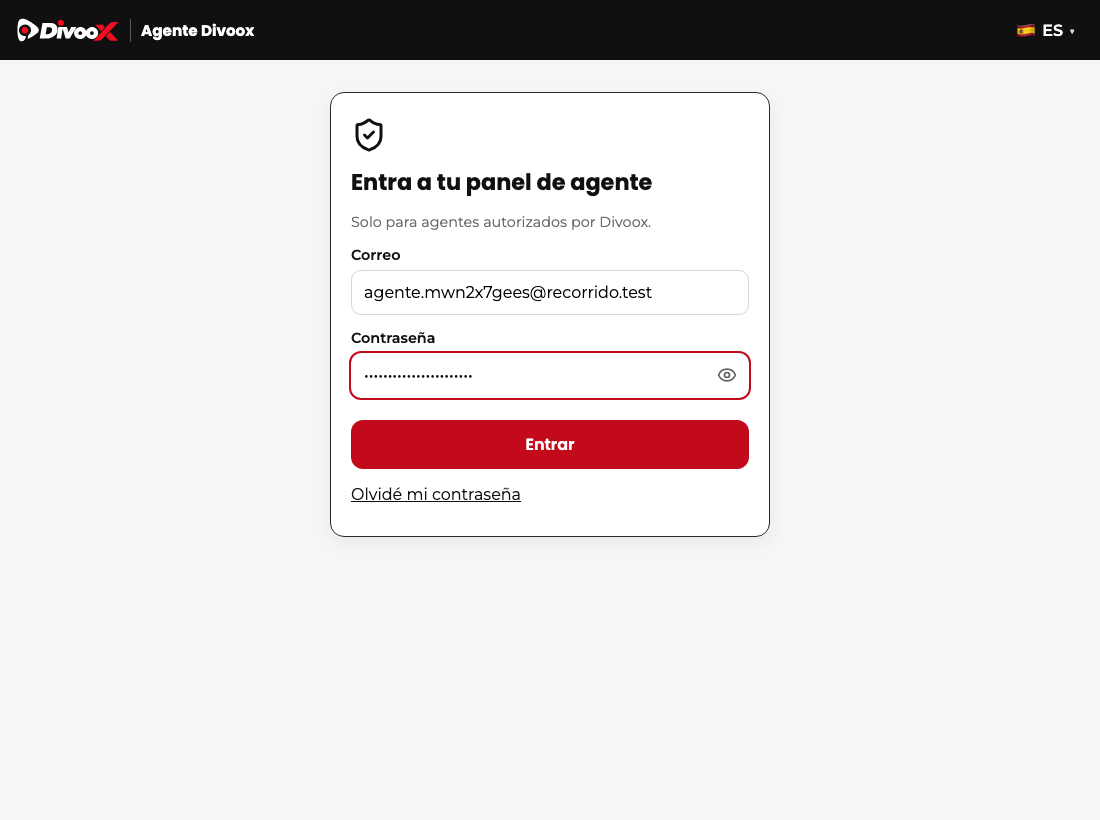 DivooX
Agente Divoox
ES
Entra a tu panel de agente
Solo para agentes autorizados por Divoox.
Correo
agente.mwn2x7gees@recorrido.test
Contraseña
Entrar
Olvidé mi contraseña